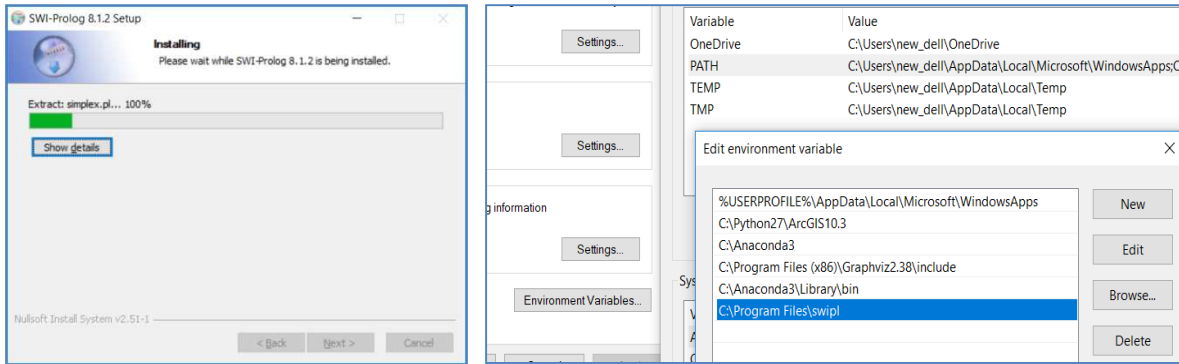 SWI-Prolog 8.1.2 Setup
Installing
Please wait while SWI-Prolog 8.1.2 is being installed.
Extract: simplex.pl... 100%
Show details
Nullsoft Install System v2.51-1
< Back
Next >
Cancel
Settings...
Settings...
g information
Settings...
Environment Variables...
Variable Value
OneDrive C:\Users\new_dell\OneDrive
PATH C:\Users\new_dell\AppData\Local\Microsoft\WindowsApps;C
TEMP C:\Users\new_dell\AppData\Local\Temp
TMP C:\Users\new_dell\AppData\Local\Temp
Sys
Edit environment variable
%USERPROFILE%\AppData\Local\Microsoft\WindowsApps
C:\Python27\ArcGIS10.3
C:\Anaconda3
C:\Program Files (x86)\Graphviz2.38\include
C:\Anaconda3\Library\bin
C:\Program Files\swipl
New
Edit
Browse...
Delete